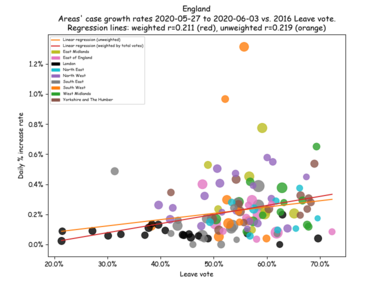 England
Areas' case growth rates 2020-05-27 to 2020-06-03 vs. 2016 Leave vote.
Regression lines: weighted r=0.211 (red), unweighted r=0.219 (orange)
Linear regression (unweighted)
Linear regression (weighted by total votes)
East Midlands
East of England
London
North East
North West
South East
South West
West Midlands
Yorkshire and The Humber
Daily % increase rate
1.2%
1.0%
0.8%
0.6%
0.4%
0.2%
0.0%
20.0%
30.0%
40.0%
50.0%
60.0%
70.0%
Leave vote